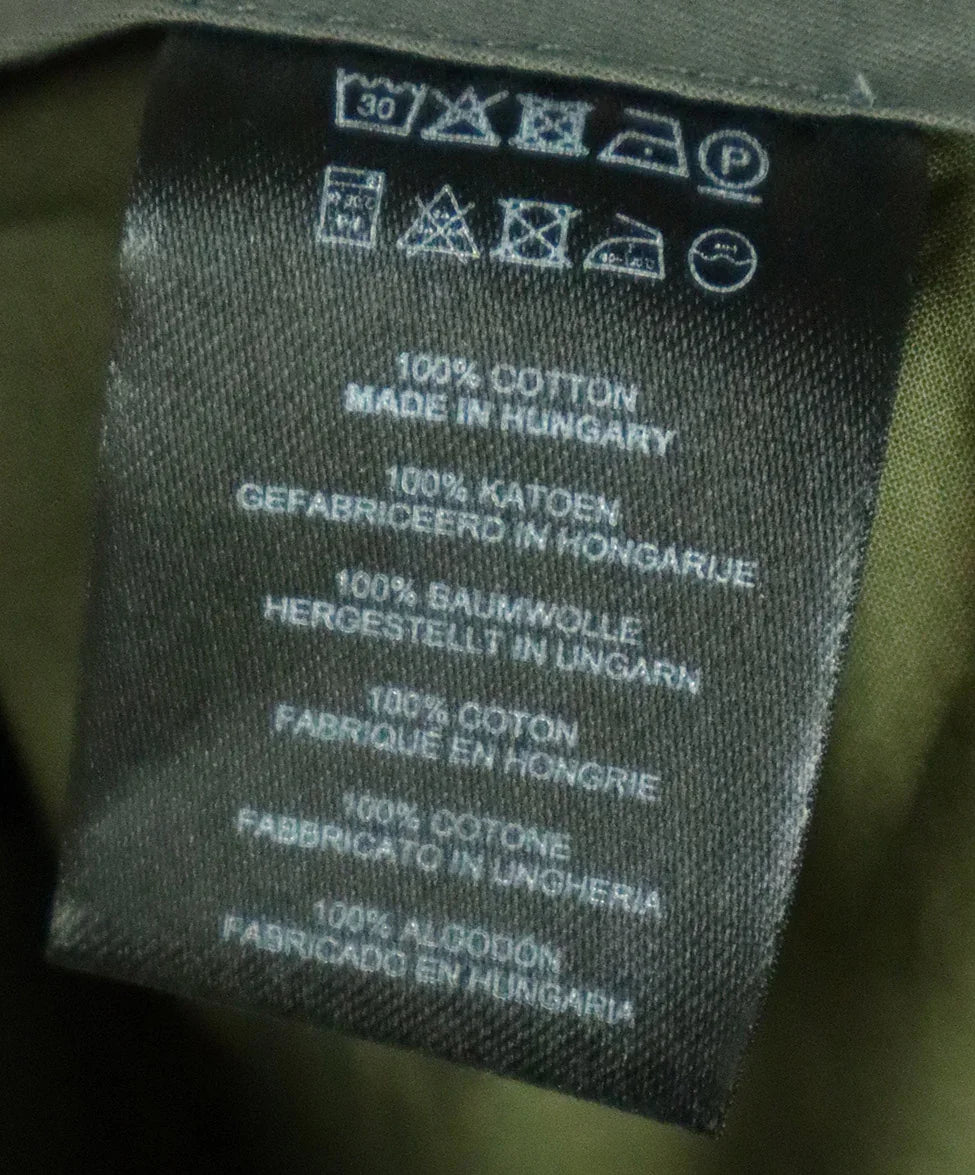 30
P
100% COTTON
MADE IN HUNGARY
100% KATOEN
GEFABRICEERD IN HONGARIJE
100% BAUMWOLLE
HERGESTELLT IN UNGARN
100% COTON
FABRIQUÉ EN HONGRIE
100% COTONE
FABBRICATO IN UNGHERIA
100% ALGODÓN
FABRICADO EN HUNGARIA